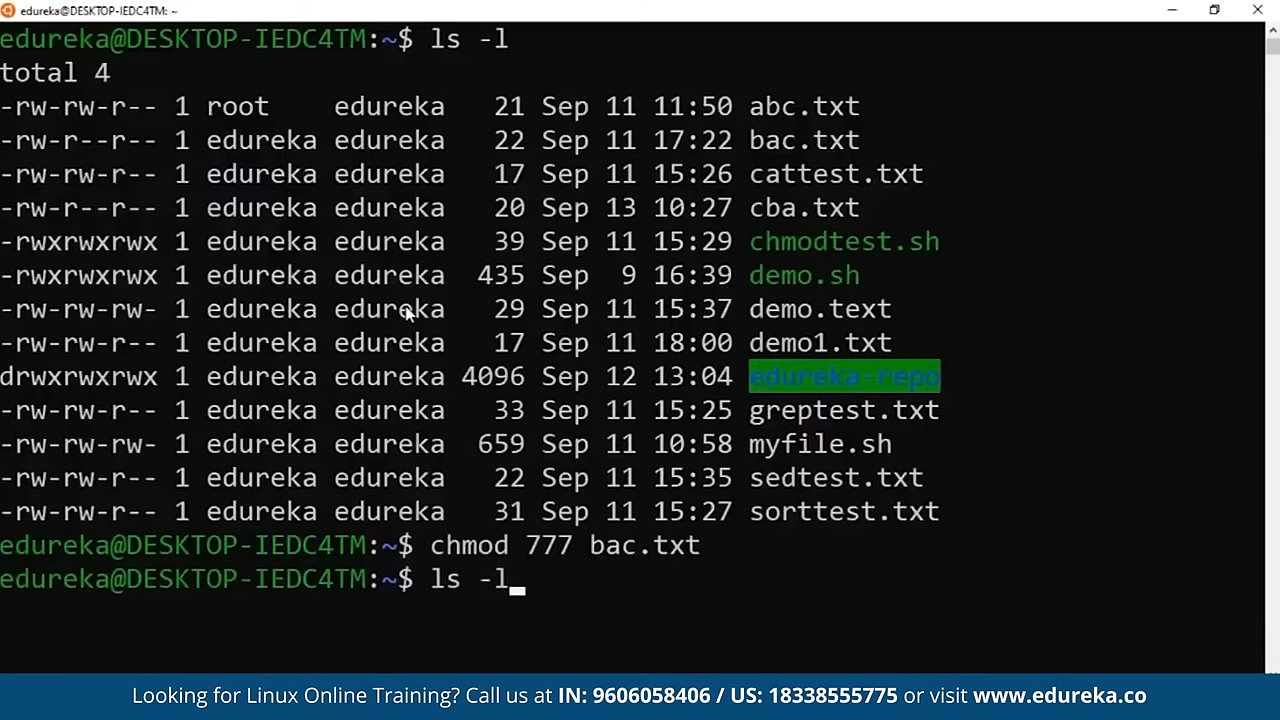 edureka@DESKTOP-IEDC4TM: ~
edureka@DESKTOP-IEDC4TM:~$ ls -l
total 4
-rw-rw-r-- 1 root    edureka   21 Sep 11 11:50 abc.txt
-rw-r--r-- 1 edureka edureka   22 Sep 11 17:22 bac.txt
-rw-rw-r-- 1 edureka edureka   17 Sep 11 15:26 cattest.txt
-rw-r--r-- 1 edureka edureka   20 Sep 13 10:27 cba.txt
-rwxrwxrwx 1 edureka edureka   39 Sep 11 15:29 chmodtest.sh
-rwxrwxrwx 1 edureka edureka  435 Sep  9 16:39 demo.sh
-rw-rw-rw- 1 edureka edureka   29 Sep 11 15:37 demo.text
-rw-rw-r-- 1 edureka edureka   17 Sep 11 18:00 demo1.txt
drwxrwxrwx 1 edureka edureka 4096 Sep 12 13:04 edureka-repo
-rw-rw-r-- 1 edureka edureka   33 Sep 11 15:25 greptest.txt
-rw-rw-rw- 1 edureka edureka  659 Sep 11 10:58 myfile.sh
-rw-rw-r-- 1 edureka edureka   22 Sep 11 15:35 sedtest.txt
-rw-rw-r-- 1 edureka edureka   31 Sep 11 15:27 sorttest.txt
edureka@DESKTOP-IEDC4TM:~$ chmod 777 bac.txt
edureka@DESKTOP-IEDC4TM:~$ ls -l
Looking for Linux Online Training? Call us at IN: 9606058406 / US: 18338555775 or visit www.edureka.co